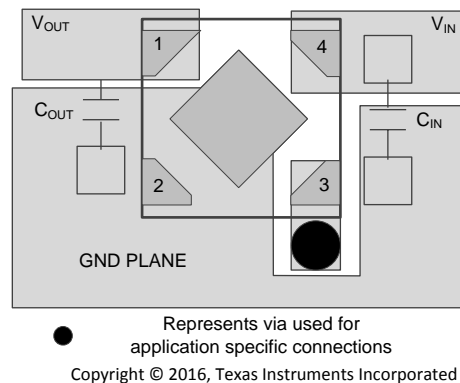 VOUT
VIN
1
4
COUT
CIN
2
3
GND PLANE
Represents via used for
application specific connections
Copyright © 2016, Texas Instruments Incorporated